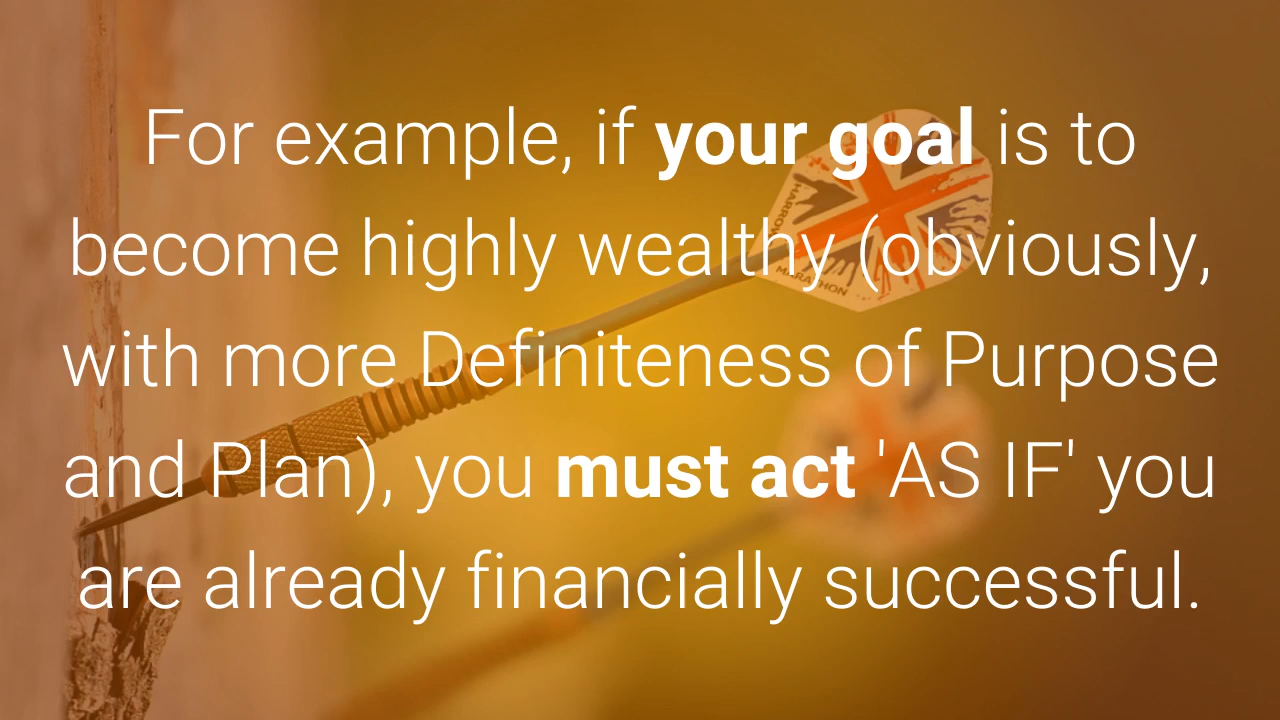 For example, if your goal is to
become highly wealthy (obviously,
with more Definiteness of Purpose
and Plan), you must act 'AS IF' you
are already financially successful.
MARATHON